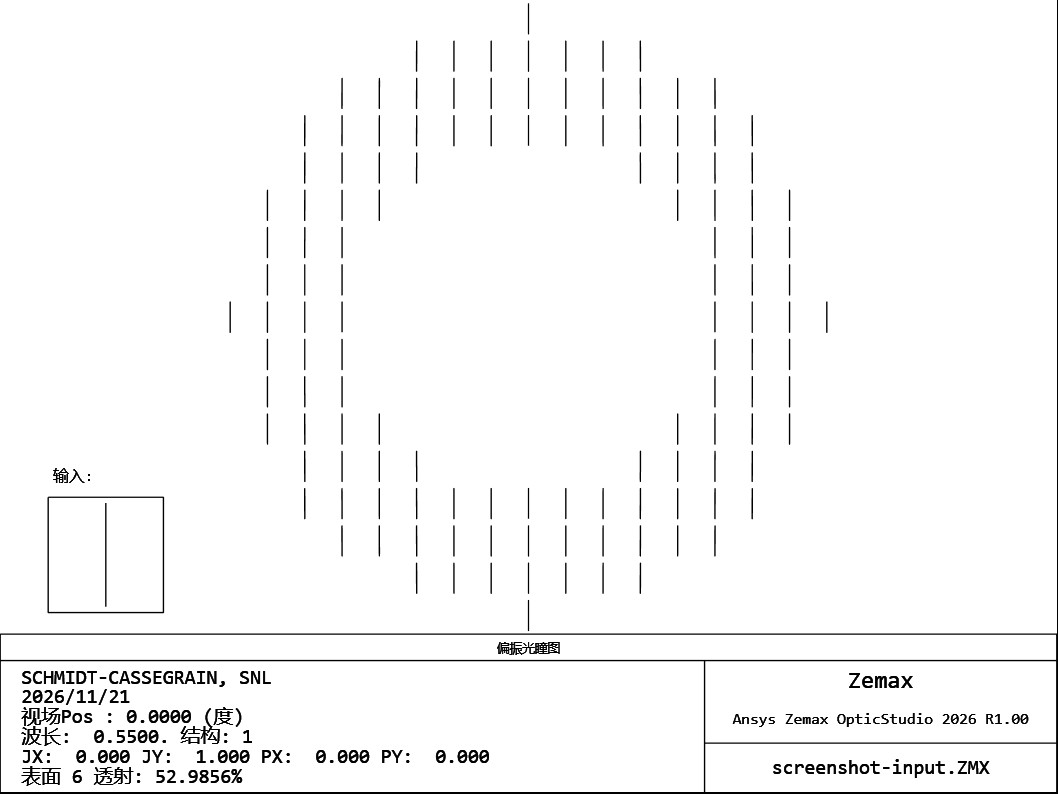 输入:
偏振光瞳图
SCHMIDT-CASSEGRAIN, SNL
2026/11/21
视场Pos : 0.0000 (度)
波长:  0.5500. 结构: 1
JX:  0.000 JY:  1.000 PX:  0.000 PY:  0.000
表面 6 透射: 52.9856%
Zemax
Ansys Zemax OpticStudio 2026 R1.00
screenshot-input.ZMX